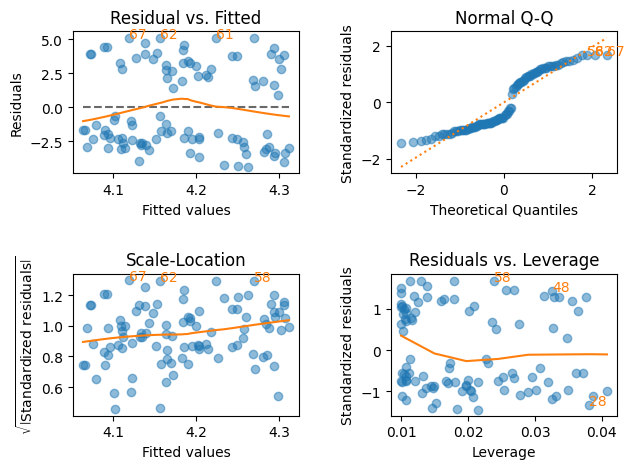 Residual vs. Fitted
67 62 61
5.0
2.5
0.0
−2.5
Residuals
4.1 4.2 4.3
Fitted values
Normal Q-Q
67
2
0
−2
Standardized residuals
−2 0 2
Theoretical Quantiles
Scale-Location
67 62 58
1.2
1.0
0.8
0.6
√|Standardized residuals|
4.1 4.2 4.3
Fitted values
Residuals vs. Leverage
58
48
28
1
0
−1
Standardized residuals
0.01 0.02 0.03 0.04
Leverage